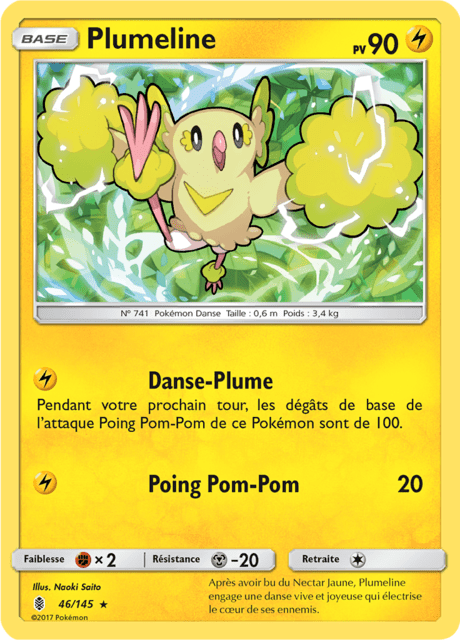 BASE Plumeline PV 90
N° 741 Pokémon Danse Taille : 0,6 m Poids : 3,4 kg
Danse-Plume
Pendant votre prochain tour, les dégâts de base de
l'attaque Poing Pom-Pom de ce Pokémon sont de 100.
Poing Pom-Pom 20
Faiblesse × 2 Résistance -20 Retraite
Illus. Naoki Saito
46/145 ★
©2017 Pokémon
Après avoir bu du Nectar Jaune, Plumeline
engage une danse vive et joyeuse qui électrise
le cœur de ses ennemis.